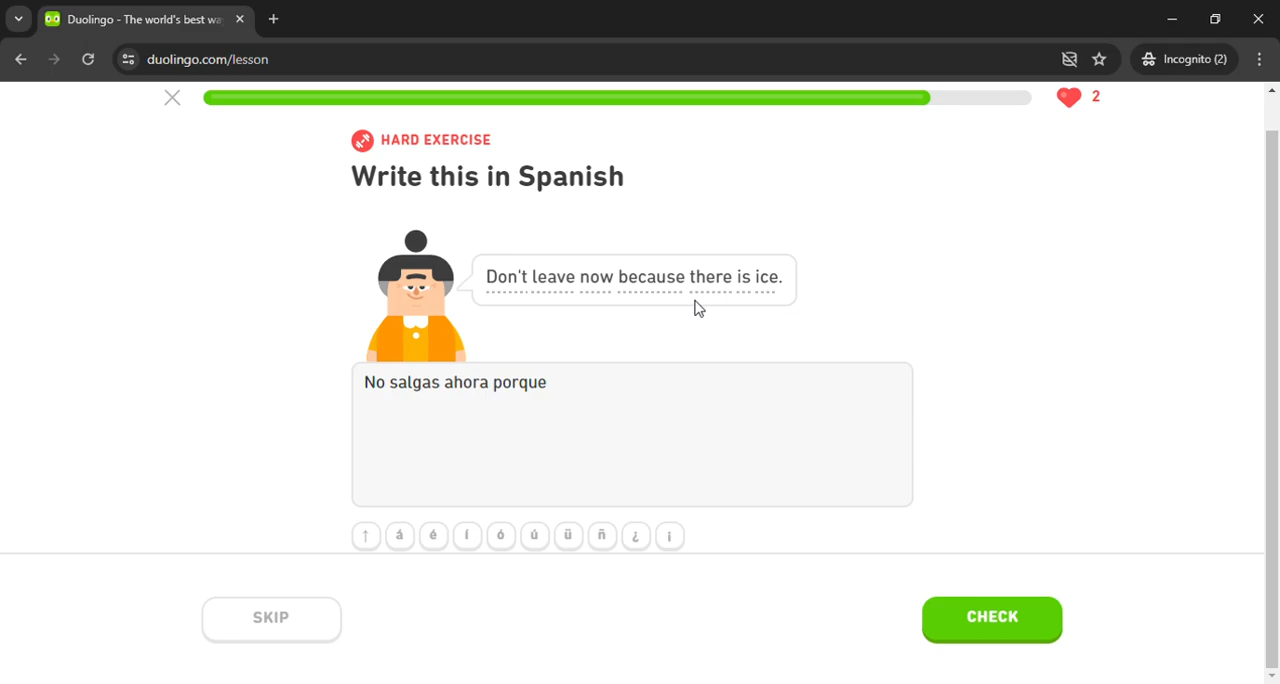 Duolingo - The world's best wa
duolingo.com/lesson
Incognito (2)
2
HARD EXERCISE
Write this in Spanish
Don't leave now because there is ice.
No salgas ahora porque
↑ á é í ó ú ü ñ ¿ ¡
SKIP
CHECK